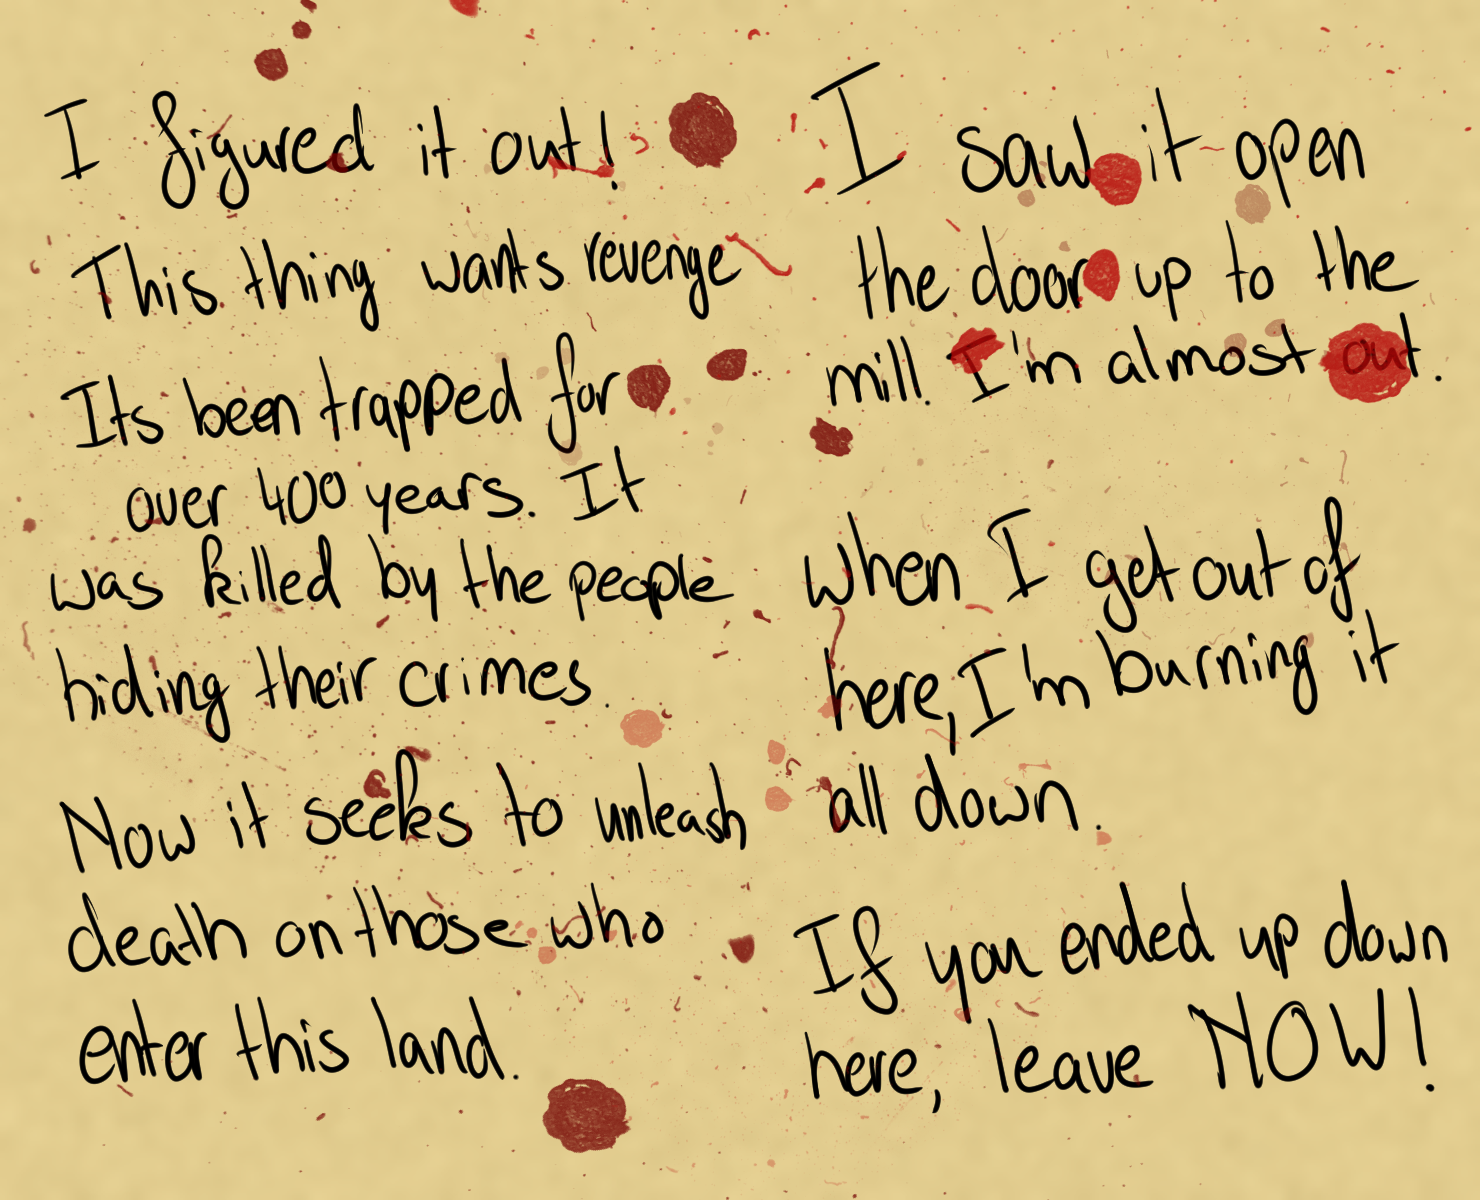 I figured it out!
This thing wants revenge
Its been trapped for
over 400 years. It
was killed by the people
hiding their crimes.
Now it seeks to unleash
death on those who
enter this land.
I saw it open
the door up to the
mill. I'm almost out.
when I get out of
here, I'm burning it
all down.
If you ended up down
here, leave NOW!